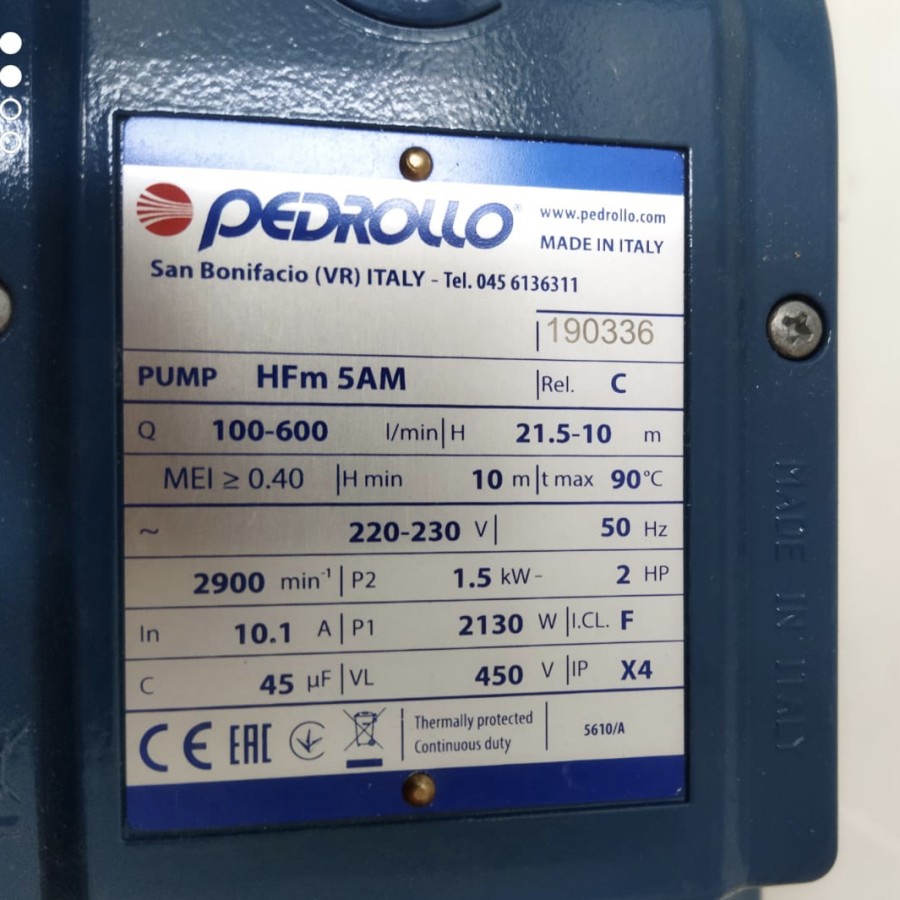 PEDROLLO®
www.pedrollo.com
MADE IN ITALY
San Bonifacio (VR) ITALY - Tel. 045 6136311
190336
PUMP HFm 5AM Rel. C
Q 100-600 l/min H 21.5-10 m
MEI ≥ 0.40 H min 10 m t max 90°C
~ 220-230 V 50 Hz
2900 min⁻¹ P2 1.5 kW- 2 HP
In 10.1 A P1 2130 W I.CL. F
C 45 µF VL 450 V IP X4
CE EAC Thermally protected
Continuous duty
5610/A
MADE IN ITALY